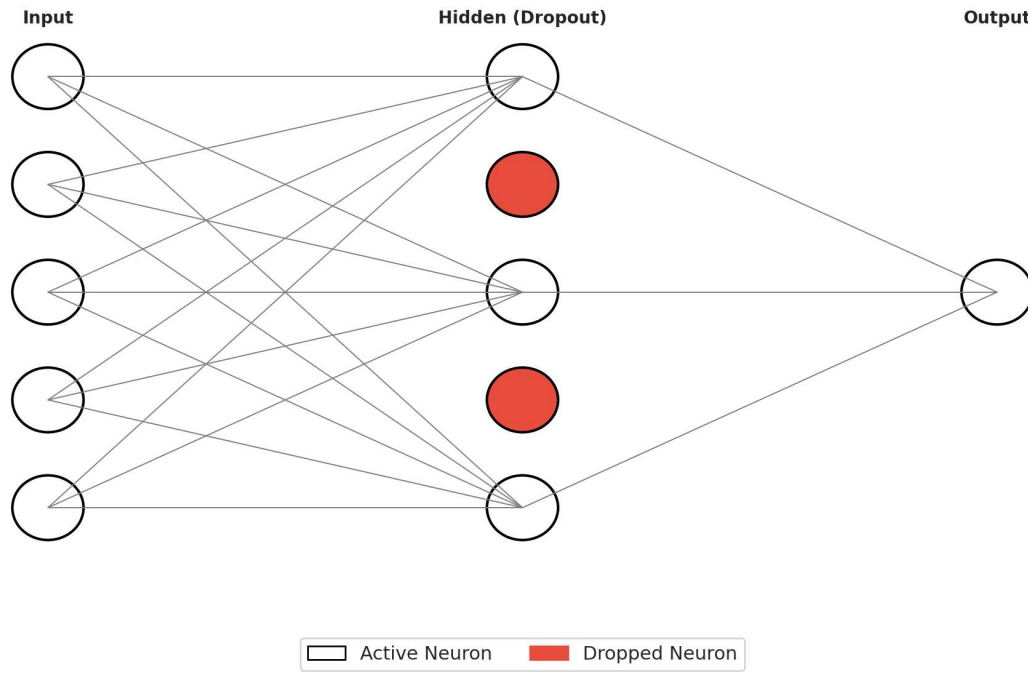 Input
Hidden (Dropout)
Output
Active Neuron
Dropped Neuron